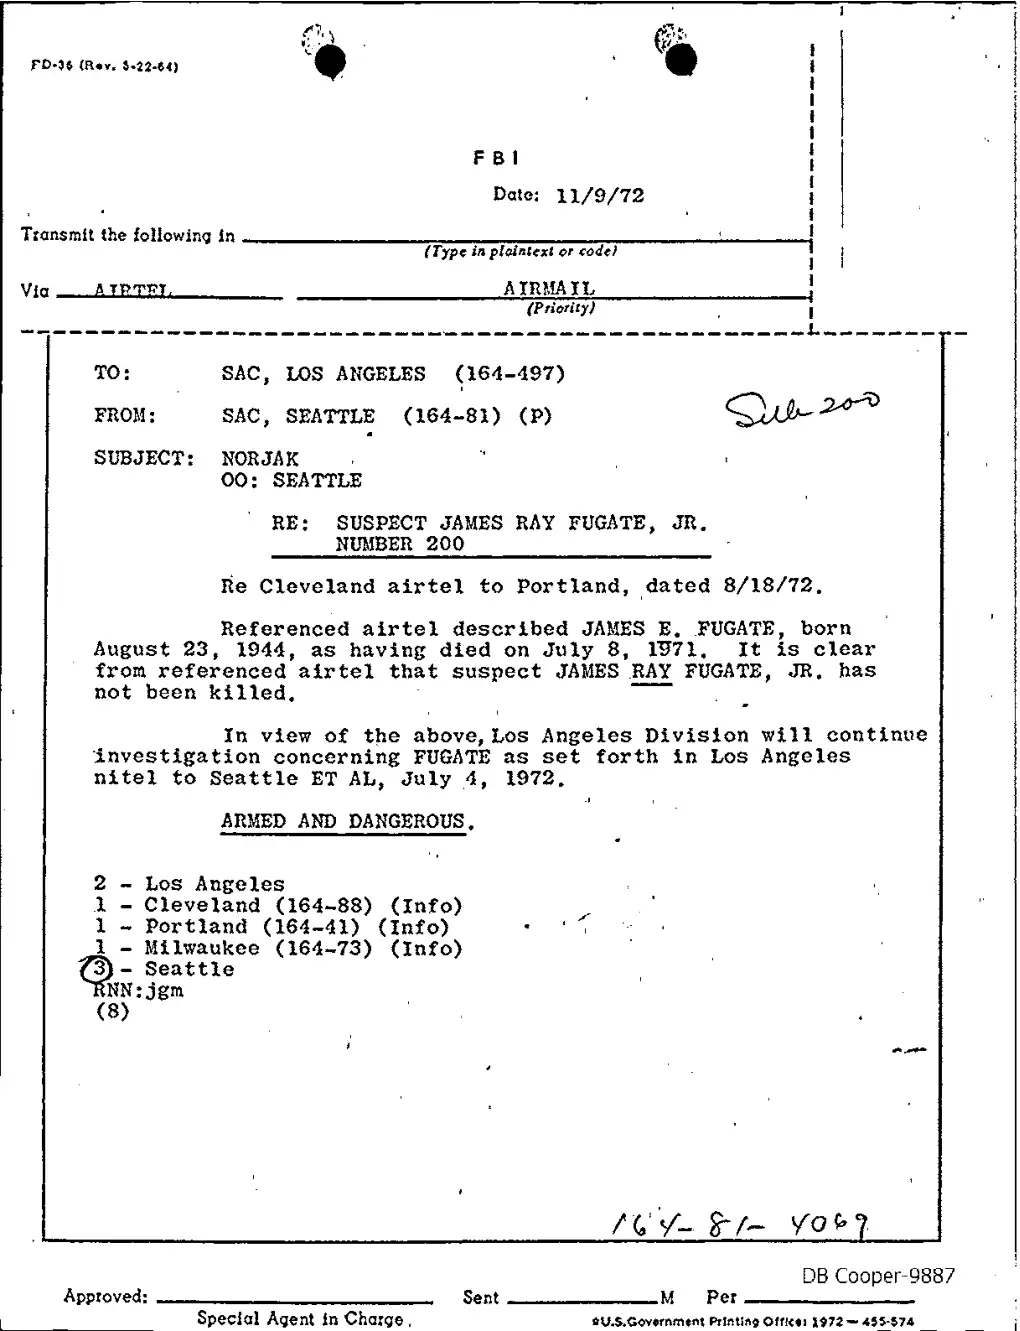 FD-36 (Rev. 5-22-64)
FBI
Date: 11/9/72
Transmit the following in
(Type in plaintext or code)
Via AIRTEL AIRMAIL
(Priority)
TO: SAC, LOS ANGELES (164-497)
FROM: SAC, SEATTLE (164-81) (P)
Sub 200
SUBJECT: NORJAK
OO: SEATTLE
RE: SUSPECT JAMES RAY FUGATE, JR.
NUMBER 200
Re Cleveland airtel to Portland, dated 8/18/72.
Referenced airtel described JAMES E. FUGATE, born
August 23, 1944, as having died on July 8, 1971. It is clear
from referenced airtel that suspect JAMES RAY FUGATE, JR. has
not been killed.
In view of the above, Los Angeles Division will continue
investigation concerning FUGATE as set forth in Los Angeles
nitel to Seattle ET AL, July 4, 1972.
ARMED AND DANGEROUS.
2 - Los Angeles
1 - Cleveland (164-88) (Info)
1 - Portland (164-41) (Info)
1 - Milwaukee (164-73) (Info)
3 - Seattle
RNN:jgm
(8)
164-81-4069
DB Cooper-9887
Approved: Sent M Per
Special Agent in Charge
U.S.Government Printing Office: 1972 - 455-574